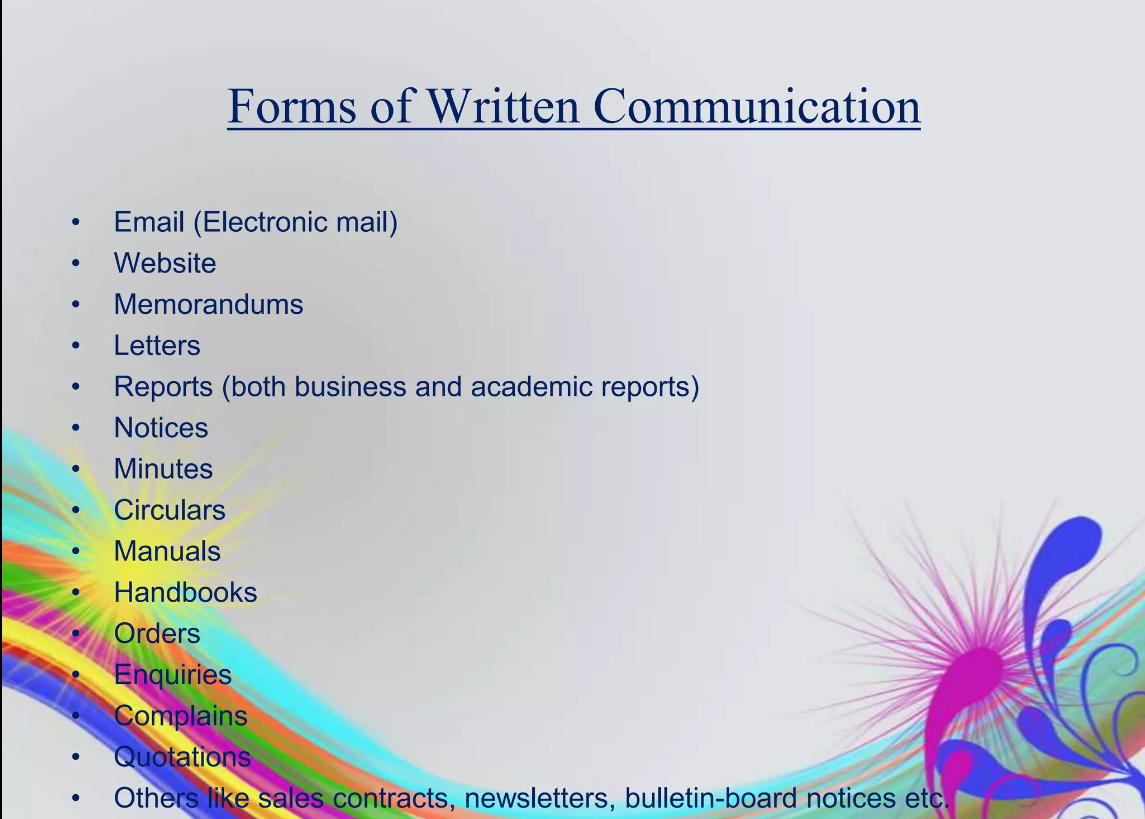 Forms of Written Communication
• Email (Electronic mail)
• Website
• Memorandums
• Letters
• Reports (both business and academic reports)
• Notices
• Minutes
• Circulars
• Manuals
• Handbooks
• Orders
• Enquiries
• Complains
• Quotations
• Others like sales contracts, newsletters, bulletin-board notices etc.